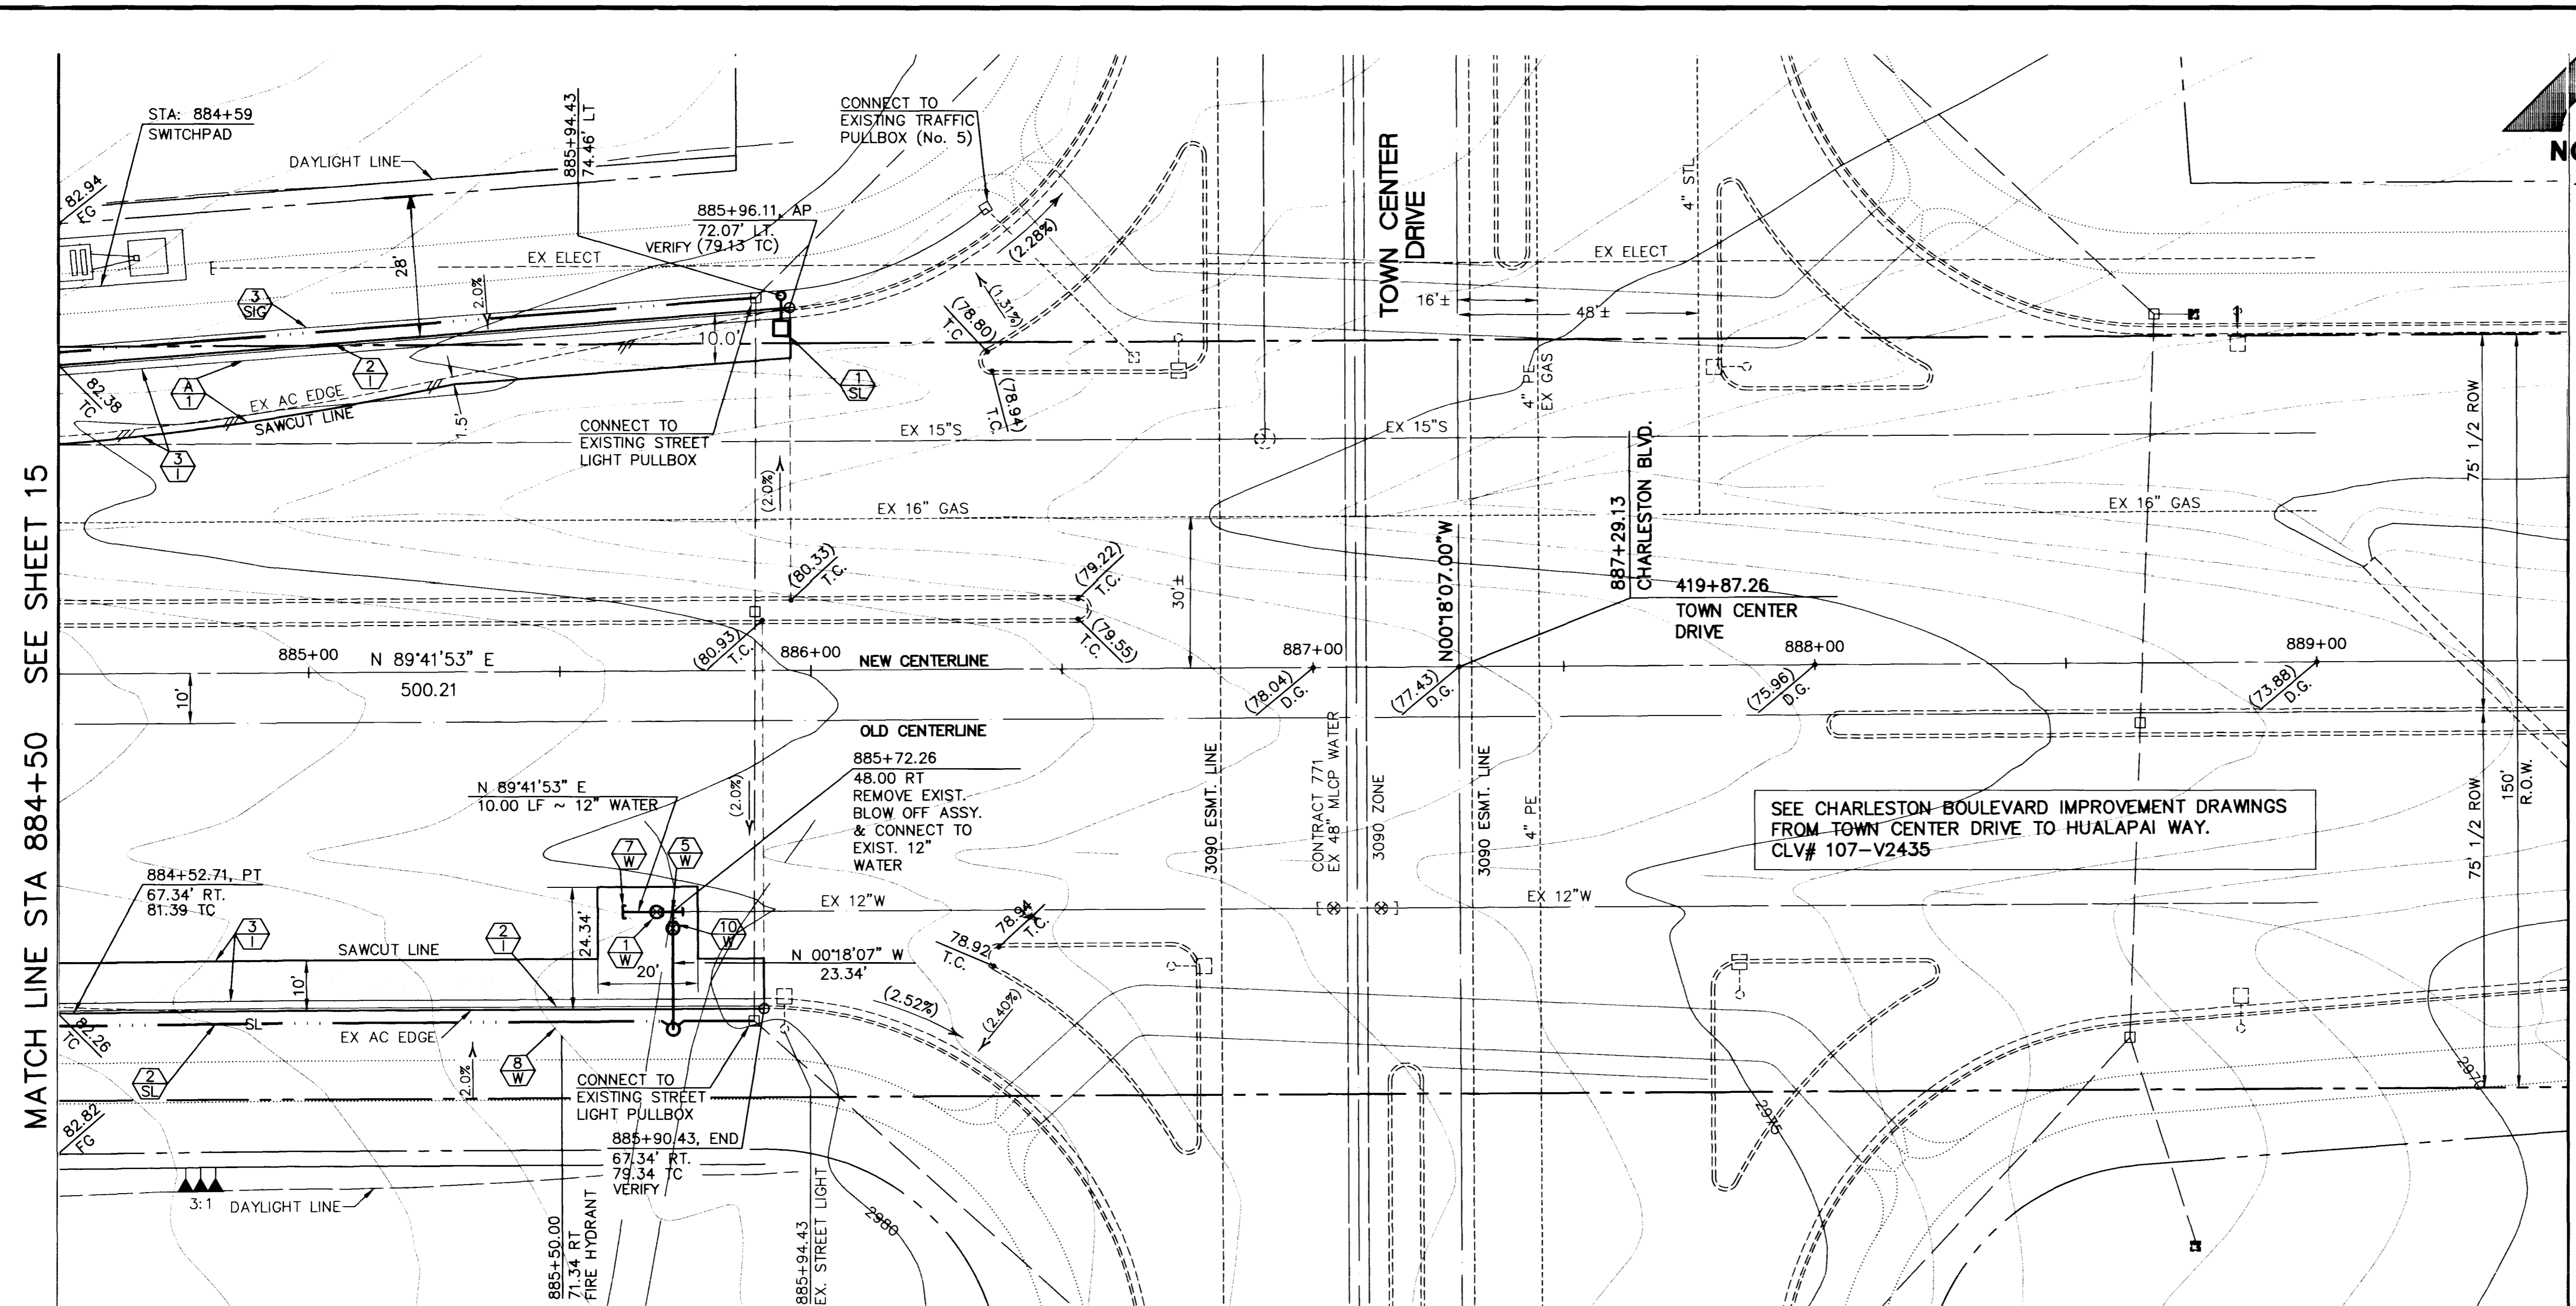 MATCH LINE STA 884+50 SEE SHEET 15
STA: 884+59
SWITCHPAD
DAYLIGHT LINE
82.94
FG
28'
2.0%
885+94.43
74.46' LT
CONNECT TO
EXISTING TRAFFIC
PULLBOX (No. 5)
885+96.11, AP
72.07' LT.
VERIFY (79.13 TC)
EX ELECT
(2.28%)
(1.31%)
(78.80)
T.C.
(78.94)
T.C.
3
SIG
10.0'
A
1
2
I
1
SL
82.38
TC
EX AC EDGE
SAWCUT LINE
1.5'
3
I
CONNECT TO
EXISTING STREET
LIGHT PULLBOX
(2.0%)
EX 15"S
EX 16" GAS
TOWN CENTER
DRIVE
16'±
48'±
4" STL
EX ELECT
4" PE
EX GAS
EX 15"S
EX 16" GAS
75' 1/2 ROW
30'±
(80.33)
T.C.
(79.22)
T.C.
(80.93)
T.C.
(79.55)
T.C.
N00°18'07.00"W
887+29.13
CHARLESTON BLVD.
419+87.26
TOWN CENTER
DRIVE
885+00
N 89°41'53" E
500.21
886+00
NEW CENTERLINE
887+00
888+00
889+00
(78.04)
D.G.
(77.43)
D.G.
(75.96)
D.G.
(73.88)
D.G.
10'
OLD CENTERLINE
885+72.26
48.00 RT
REMOVE EXIST.
BLOW OFF ASSY.
& CONNECT TO
EXIST. 12"
WATER
N 89°41'53" E
10.00 LF ~ 12" WATER
(2.0%)
3090 ESMT. LINE
CONTRACT 771
EX 48" MLCP WATER
3090 ZONE
3090 ESMT. LINE
4" PE
SEE CHARLESTON BOULEVARD IMPROVEMENT DRAWINGS
FROM TOWN CENTER DRIVE TO HUALAPAI WAY.
CLV# 107-V2435
75' 1/2 ROW
150'
R.O.W.
7
W
5
W
884+52.71, PT
67.34' RT.
81.39 TC
EX 12"W
EX 12"W
3
I
SAWCUT LINE
2
I
24.34'
1
W
10
W
20'
N 00°18'07" W
23.34'
78.94
T.C.
78.92
T.C.
10'
(2.52%)
(2.40%)
82.26
TC
SL
EX AC EDGE
2
SL
2.0%
8
W
CONNECT TO
EXISTING STREET
LIGHT PULLBOX
885+90.43, END
67.34' RT.
79.34 TC
VERIFY
82.82
FG
3:1
DAYLIGHT LINE
885+50.00
71.34 RT
FIRE HYDRANT
885+94.43
EX. STREET LIGHT
2980
2975
2970